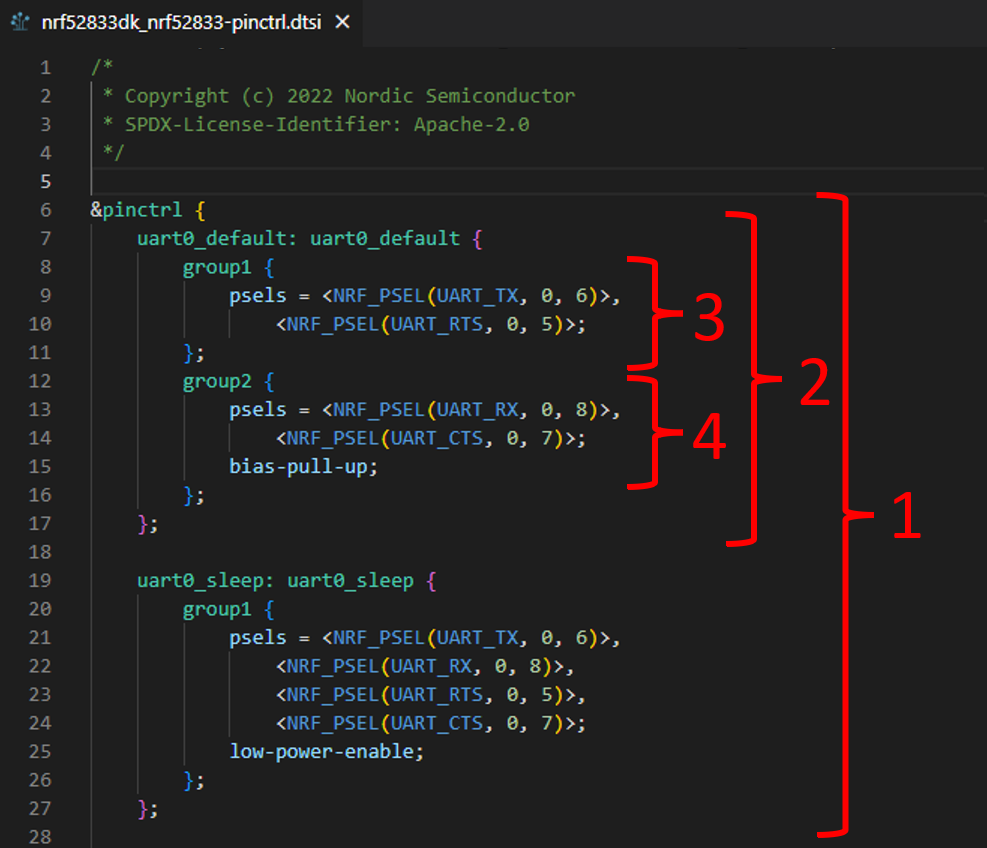 nrf52833dk_nrf52833-pinctrl.dtsi ✕
1 /*
2  * Copyright (c) 2022 Nordic Semiconductor
3  * SPDX-License-Identifier: Apache-2.0
4  */
5
6 &pinctrl {
7     uart0_default: uart0_default {
8         group1 {
9             psels = <NRF_PSEL(UART_TX, 0, 6)>,
10                 <NRF_PSEL(UART_RTS, 0, 5)>;
11         };
12         group2 {
13             psels = <NRF_PSEL(UART_RX, 0, 8)>,
14                 <NRF_PSEL(UART_CTS, 0, 7)>;
15             bias-pull-up;
16         };
17     };
18
19     uart0_sleep: uart0_sleep {
20         group1 {
21             psels = <NRF_PSEL(UART_TX, 0, 6)>,
22                 <NRF_PSEL(UART_RX, 0, 8)>,
23                 <NRF_PSEL(UART_RTS, 0, 5)>,
24                 <NRF_PSEL(UART_CTS, 0, 7)>;
25             low-power-enable;
26         };
27     };
28
3
2
4
1